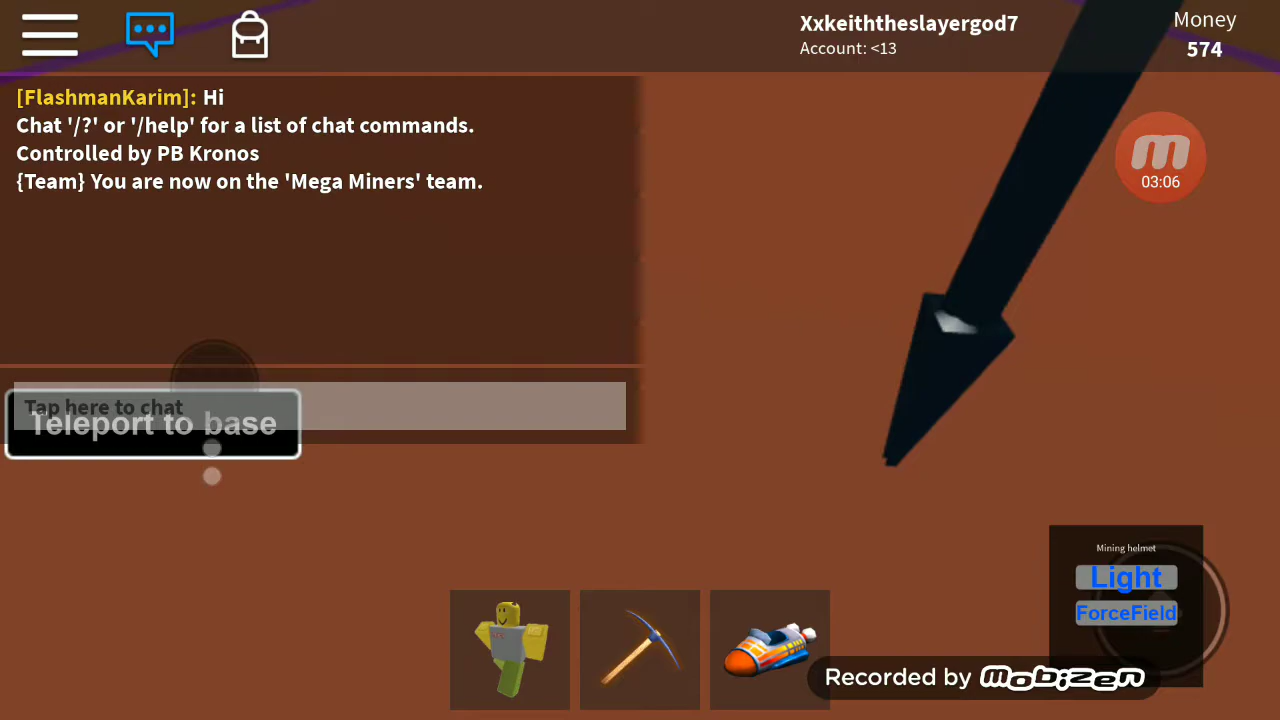 Xxkeiththeslayergod7
Account: <13
Money
574
[FlashmanKarim]: Hi
Chat '/?' or '/help' for a list of chat commands.
Controlled by PB Kronos
{Team} You are now on the 'Mega Miners' team.
03:06
Tap here to chat
Teleport to base
Mining helmet
Light
ForceField
Recorded by Mobizen